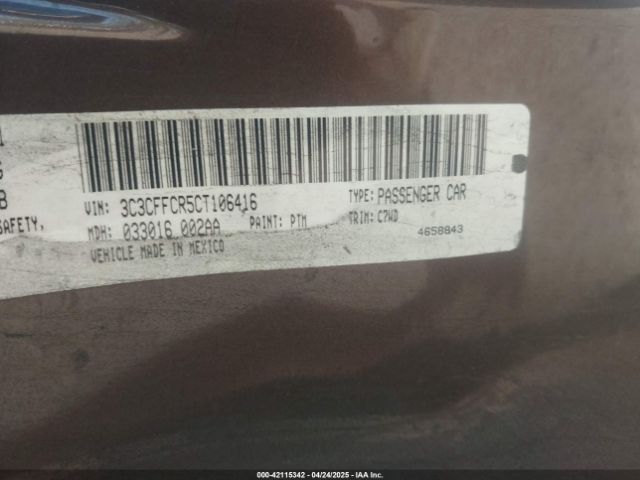 VIN: 3C3CFFCR5CT106416
TYPE: PASSENGER CAR
SAFETY,
MDH: 033016 002AA
PAINT: PTM
TRIM: C7WD
VEHICLE MADE IN MEXICO
4658843
000-42115342 - 04/24/2025 - IAA Inc.